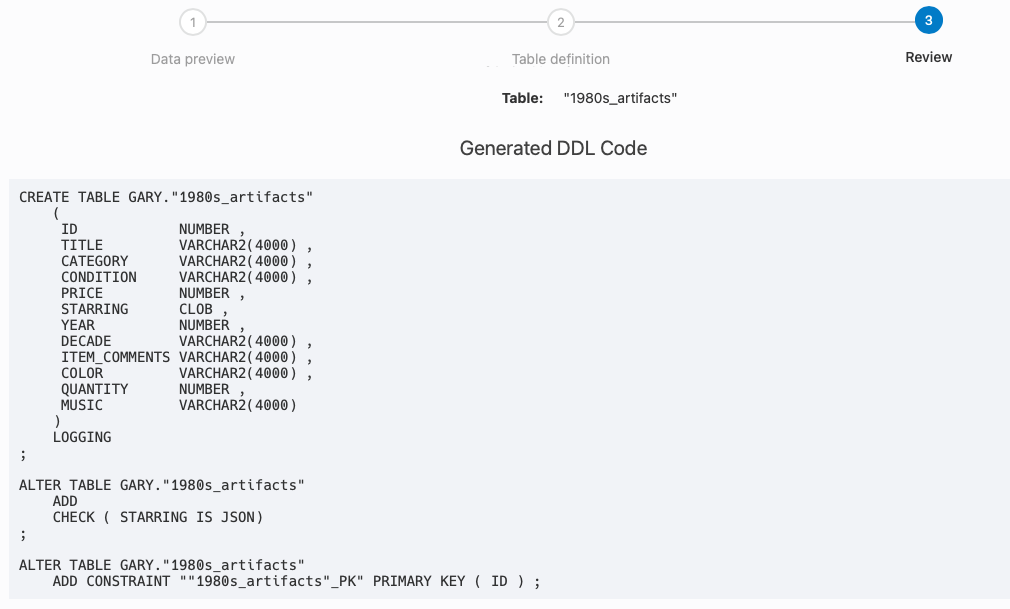 1
2
3
Data preview
Table definition
Review
Table: "1980s_artifacts"
Generated DDL Code
CREATE TABLE GARY."1980s_artifacts"
    (
     ID            NUMBER ,
     TITLE         VARCHAR2(4000) ,
     CATEGORY      VARCHAR2(4000) ,
     CONDITION     VARCHAR2(4000) ,
     PRICE         NUMBER ,
     STARRING      CLOB ,
     YEAR          NUMBER ,
     DECADE        VARCHAR2(4000) ,
     ITEM_COMMENTS VARCHAR2(4000) ,
     COLOR         VARCHAR2(4000) ,
     QUANTITY      NUMBER ,
     MUSIC         VARCHAR2(4000)
    )
    LOGGING
;
ALTER TABLE GARY."1980s_artifacts"
    ADD
    CHECK ( STARRING IS JSON)
;
ALTER TABLE GARY."1980s_artifacts"
    ADD CONSTRAINT ""1980s_artifacts"_PK" PRIMARY KEY ( ID ) ;